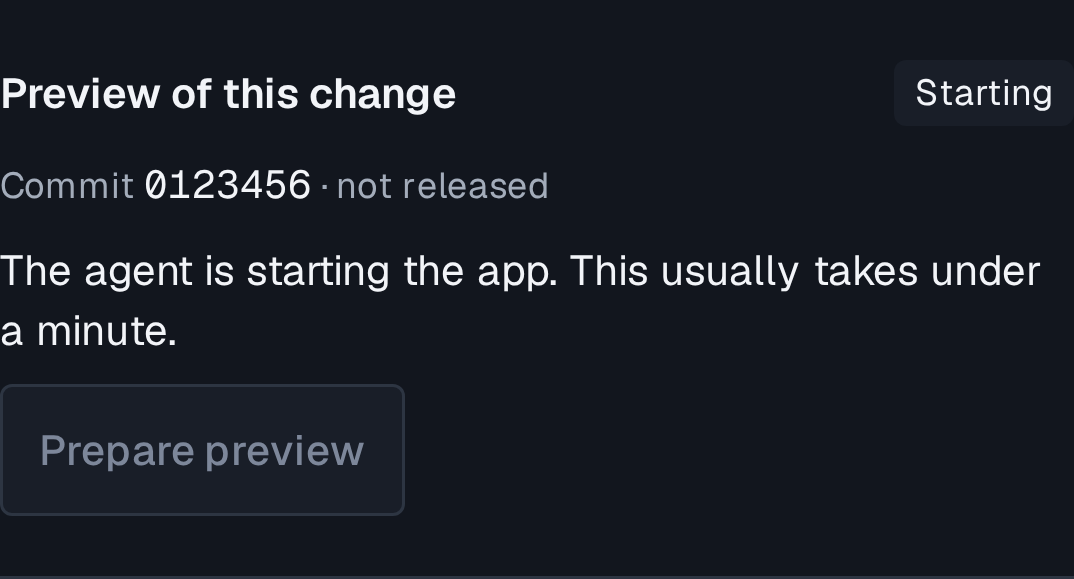 Preview of this change
Starting
Commit 0123456 · not released
The agent is starting the app. This usually takes under
a minute.
Prepare preview